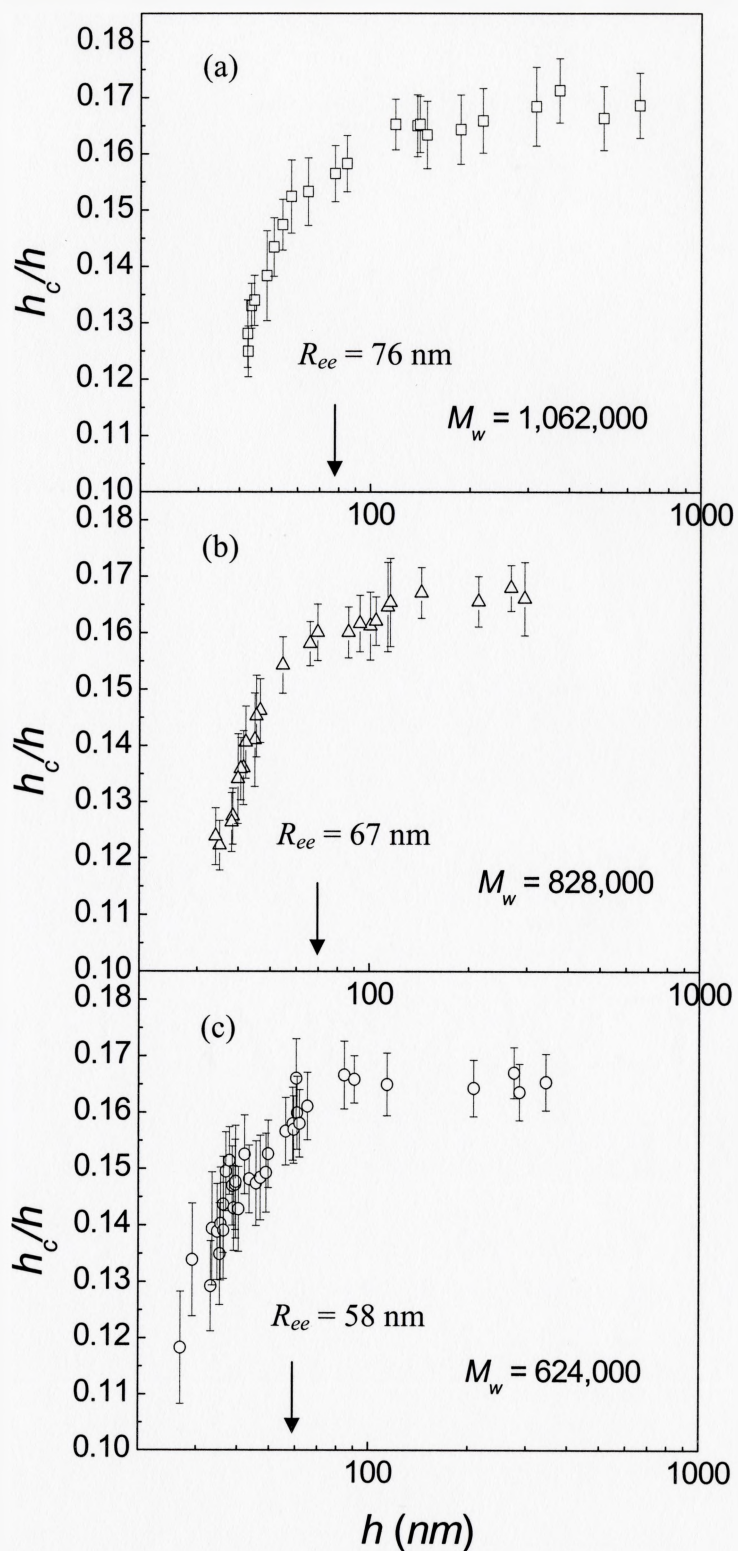 0.18
(a)
0.17
0.16
0.15
0.14
0.13
0.12
0.11
0.10
h_c/h
R_ee = 76 nm
M_w = 1,062,000
100
1000
0.18
(b)
0.17
0.16
0.15
0.14
0.13
0.12
0.11
0.10
h_c/h
R_ee = 67 nm
M_w = 828,000
100
1000
0.18
(c)
0.17
0.16
0.15
0.14
0.13
0.12
0.11
0.10
h_c/h
R_ee = 58 nm
M_w = 624,000
100
1000
h (nm)